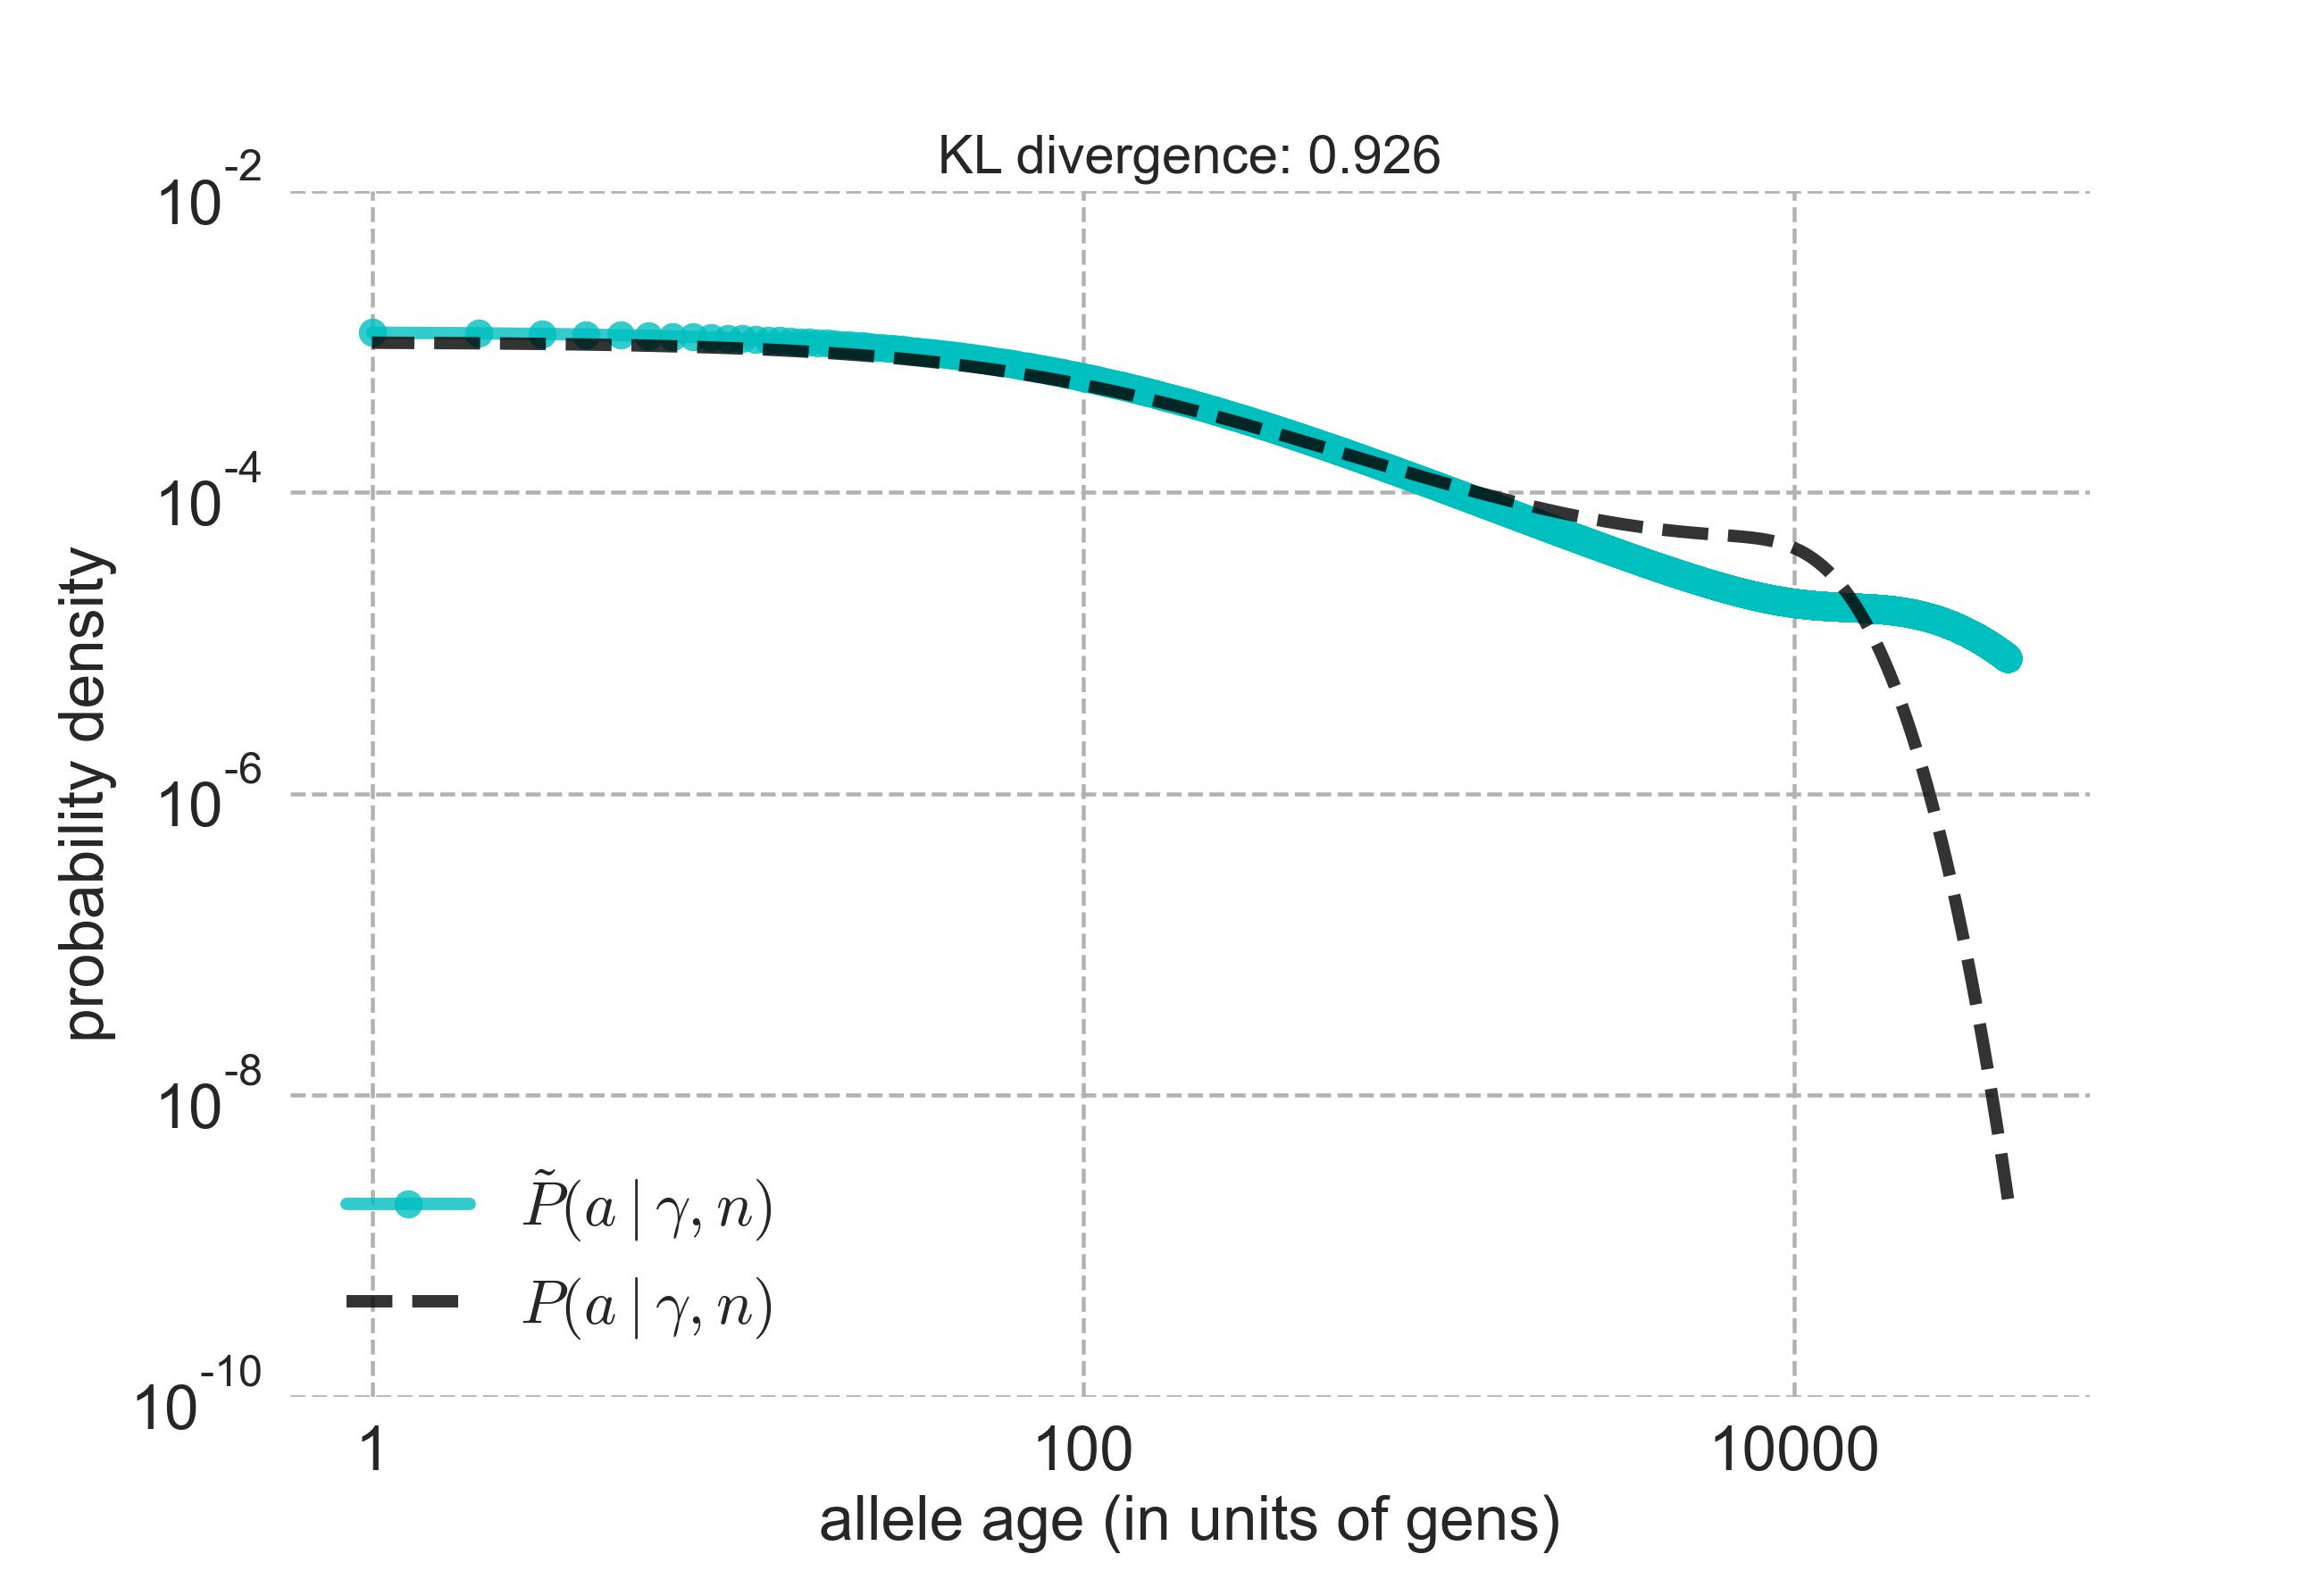 KL divergence: 0.926
probability density
10^-2
10^-4
10^-6
10^-8
10^-10
P̃(a | γ, n)
P(a | γ, n)
1 100 10000
allele age (in units of gens)